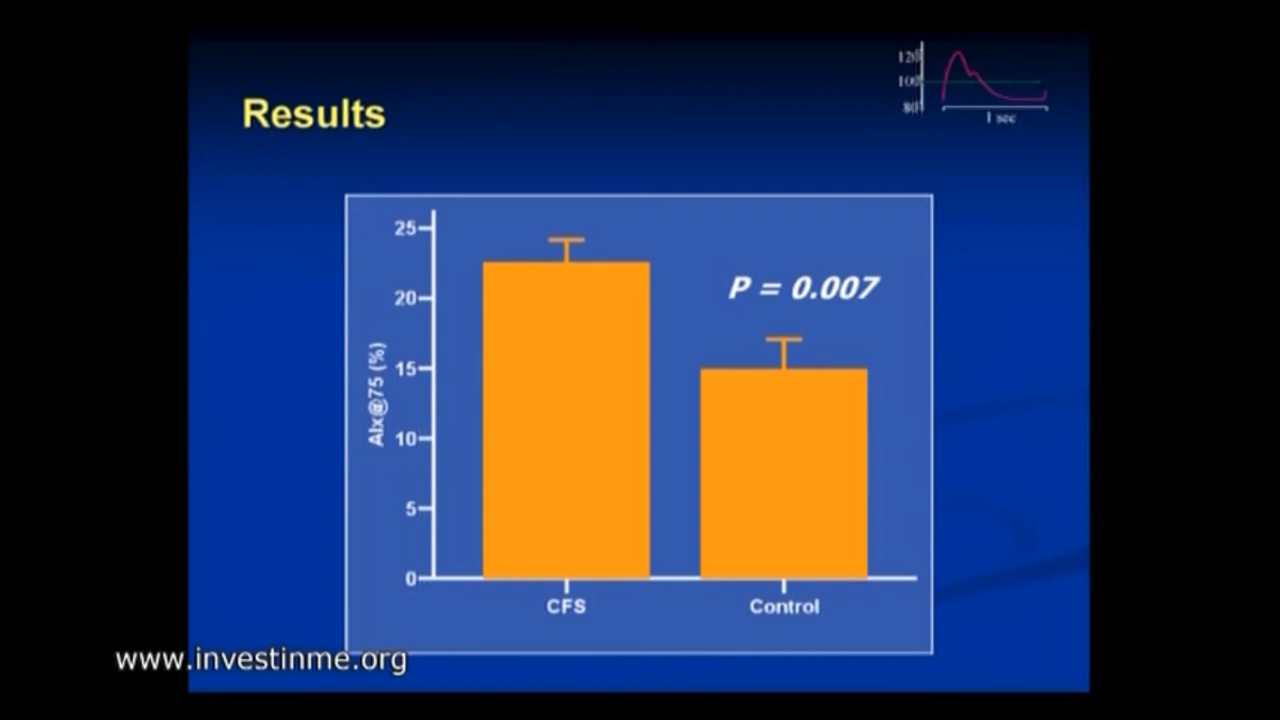 120
100
80
1 sec
Results
25
20
15
10
5
0
AIx@75 (%)
P = 0.007
CFS
Control
www.investinme.org